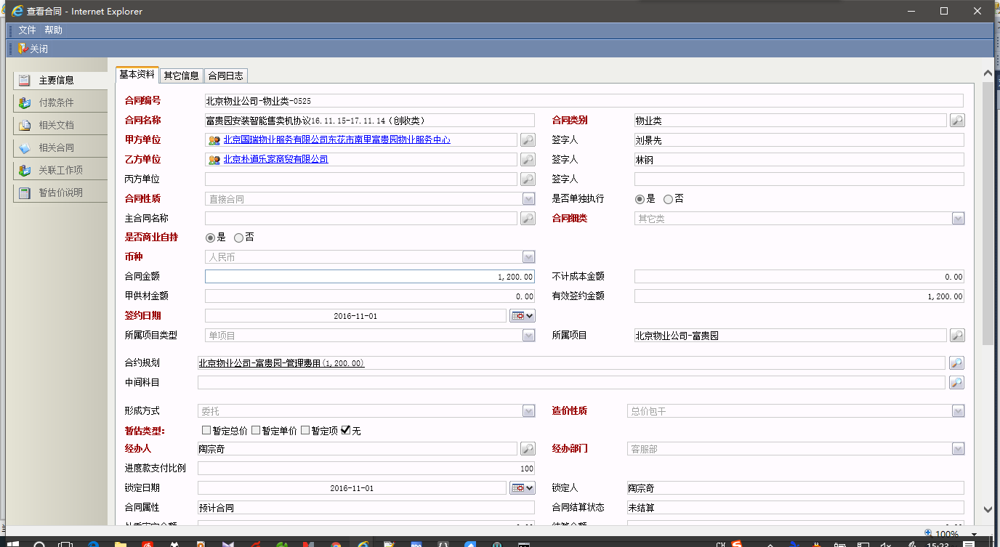 查看合同 - Internet Explorer
文件 帮助
关闭
主要信息
付款条件
相关文档
相关合同
关联工作项
暂估价说明
基本资料 其它信息 合同日志
合同编号 北京物业公司-物业类-0525
合同名称 富贵园安装智能售卖机协议16.11.15-17.11.14（创收类） 合同类别 物业类
甲方单位 北京国瑞物业服务有限公司东花市南里富贵园物业服务中心 签字人 刘景先
乙方单位 北京朴道乐家商贸有限公司 签字人 林钢
丙方单位 签字人
合同性质 直接合同 是否单独执行 是 否
主合同名称 合同细类 其它类
是否商业自持 是 否
币种 人民币
合同金额 1,200.00 不计成本金额 0.00
甲供材金额 0.00 有效签约金额 1,200.00
签约日期 2016-11-01
所属项目类型 单项目 所属项目 北京物业公司-富贵园
合约规划 北京物业公司-富贵园-管理费用(1,200.00)
中间科目
形成方式 委托 造价性质 总价包干
暂估类型: 暂定总价 暂定单价 暂定项 无
经办人 陶宗奇 经办部门 客服部
进度款支付比例 100
锁定日期 2016-11-01 锁定人 陶宗奇
合同属性 预计合同 合同结算状态 未结算
100%
CH 15:23